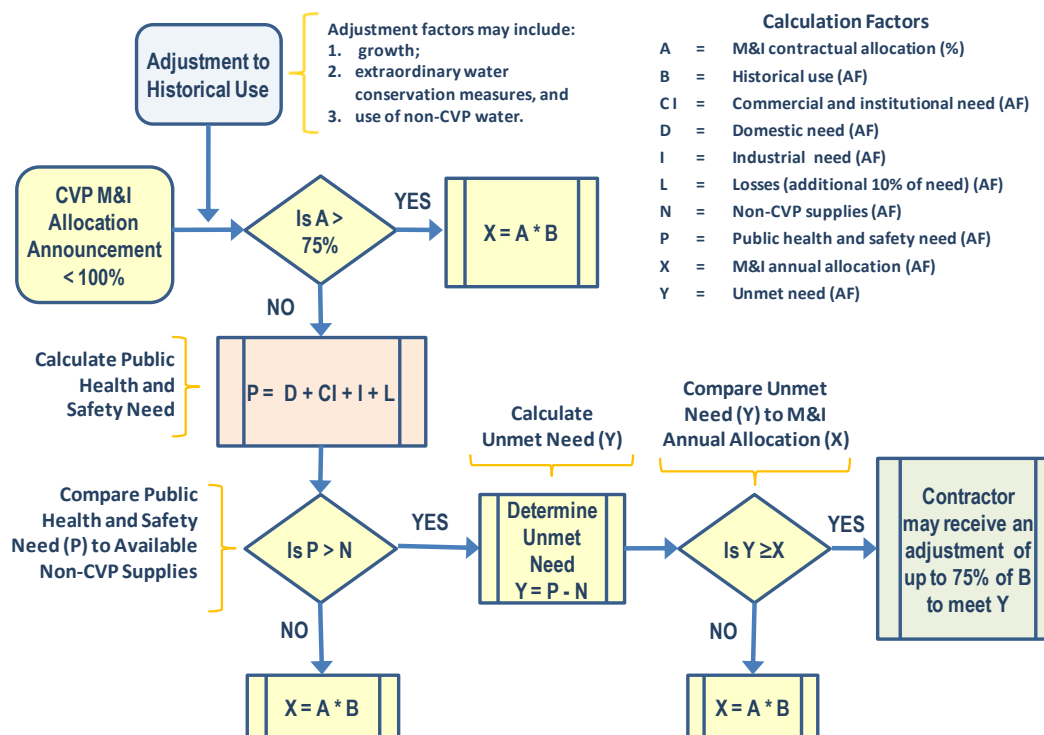 Adjustment to
Historical Use
Adjustment factors may include:
1. growth;
2. extraordinary water
conservation measures, and
3. use of non-CVP water.
Calculation Factors
A = M&I contractual allocation (%)
B = Historical use (AF)
CI = Commercial and institutional need (AF)
D = Domestic need (AF)
I = Industrial need (AF)
L = Losses (additional 10% of need) (AF)
N = Non-CVP supplies (AF)
P = Public health and safety need (AF)
X = M&I annual allocation (AF)
Y = Unmet need (AF)
CVP M&I
Allocation
Announcement
< 100%
Is A >
75%
YES
X = A * B
NO
Calculate Public
Health and
Safety Need
P = D + CI + I + L
Compare Public
Health and Safety
Need (P) to Available
Non-CVP Supplies
Is P > N
YES
Calculate
Unmet Need (Y)
Determine
Unmet
Need
Y = P - N
Compare Unmet
Need (Y) to M&I
Annual Allocation (X)
Is Y ≥X
YES
Contractor
may receive an
adjustment of
up to 75% of B
to meet Y
NO
X = A * B
NO
X = A * B